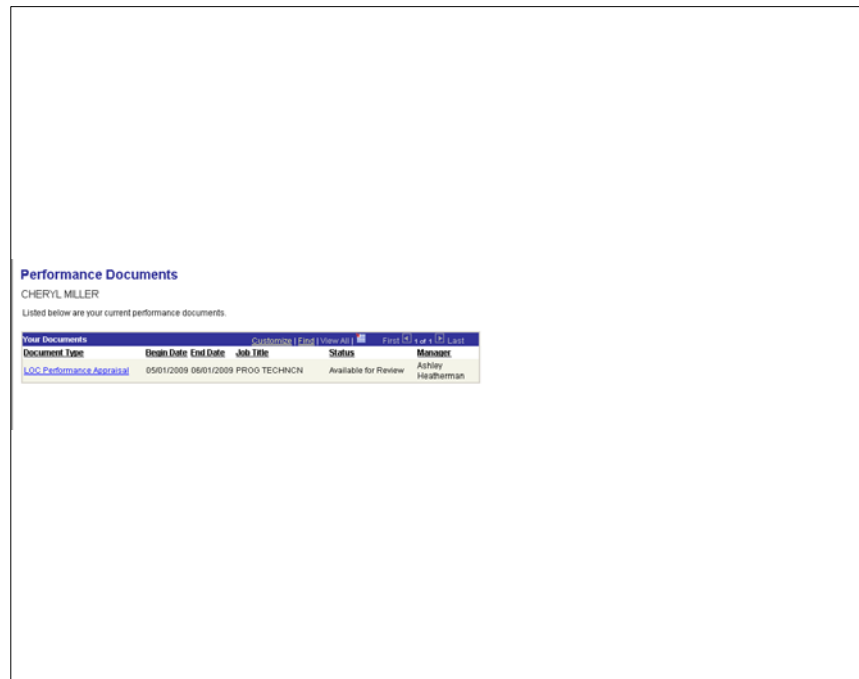 Performance Documents
CHERYL MILLER
Listed below are your current performance documents.
Your Documents Customize | Find | View All | First 1 of 1 Last
Document Type Begin Date End Date Job Title Status Manager
LOC Performance Appraisal 05/01/2009 06/01/2009 PROG TECHNCN Available for Review Ashley
Heatherman